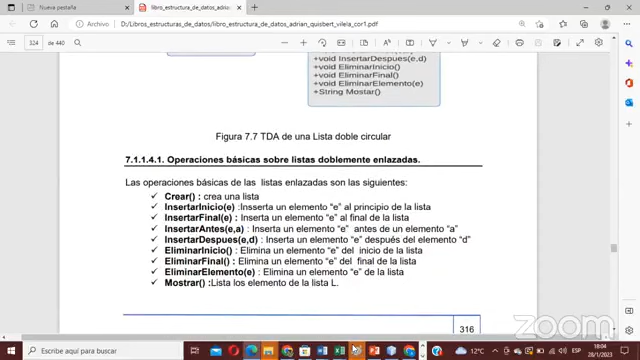 Nueva pestaña
libro_estructura_de_datos_adrian_
Archivo
D:/Libros/estructuras_de_datos/libro_estructura_de_datos_adrian_quisbert_vilela_cor1.pdf
324
de 440
+void InsertarDespues(e,d)
+void EliminarInicio()
+void EliminarFinal()
+void EliminarElemento(e)
+String Mostar()
Figura 7.7 TDA de una Lista doble circular
7.1.1.4.1. Operaciones básicas sobre listas doblemente enlazadas.
Las operaciones básicas de las listas enlazadas son las siguientes:
✓ Crear() : crea una lista
✓ InsertarInicio(e) :Insserta un elemento “e” al principio de la lista
✓ InsertarFinal(e) : Inserta un elemento “e” al final de la lista
✓ InsertarAntes(e,a) : Inserta un elemento “e” antes de un elemento “a”
✓ InsertarDespues(e,d) : Inserta un elemento “e” después del elemento “d”
✓ EliminarInicio() : Elimina un elemento “e” del inicio de la lista
✓ EliminarFinal() : Elimina un elemento “e” del final de la lista
✓ EliminarElemento(e) : Elimina un elemento “e” de la lista
✓ Mostrar() :Lista los elemento de la lista L.
316
zoom
Escribe aquí para buscar
12°C
ESP
18:04
28/1/2023